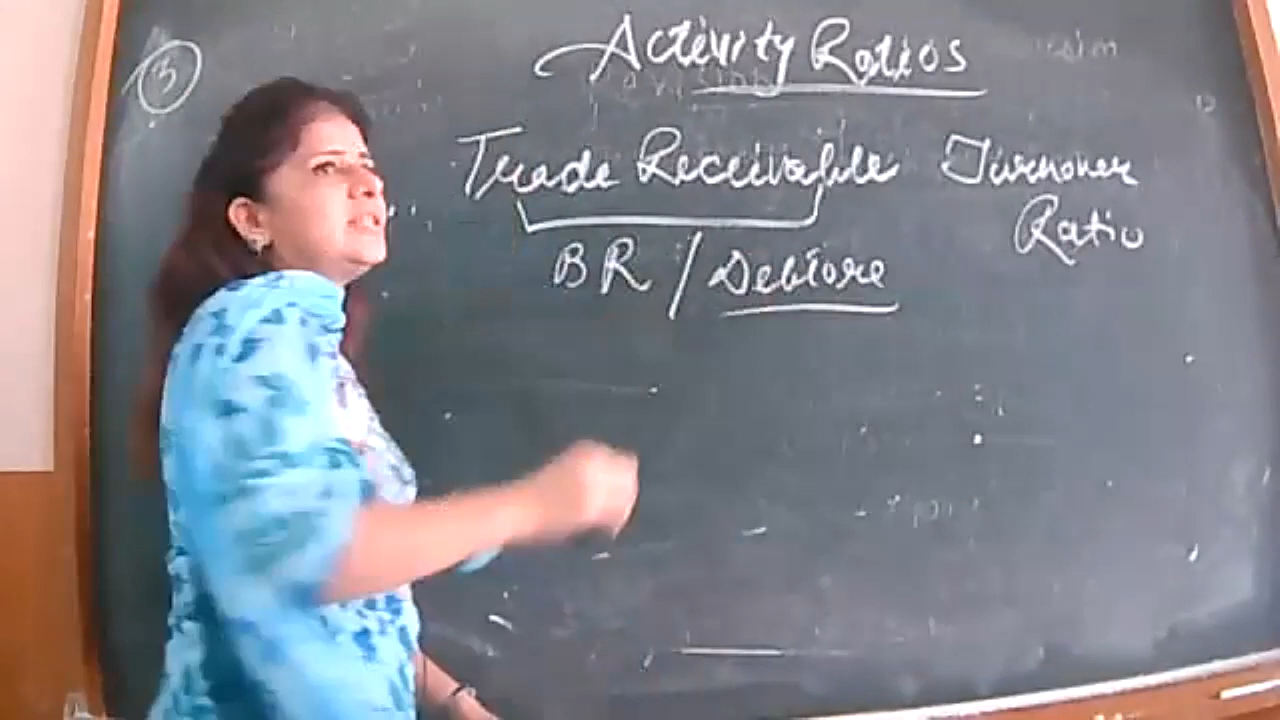 3
Activity Ratios
Trade Receivable Turnover
Ratio
BR / Debtors